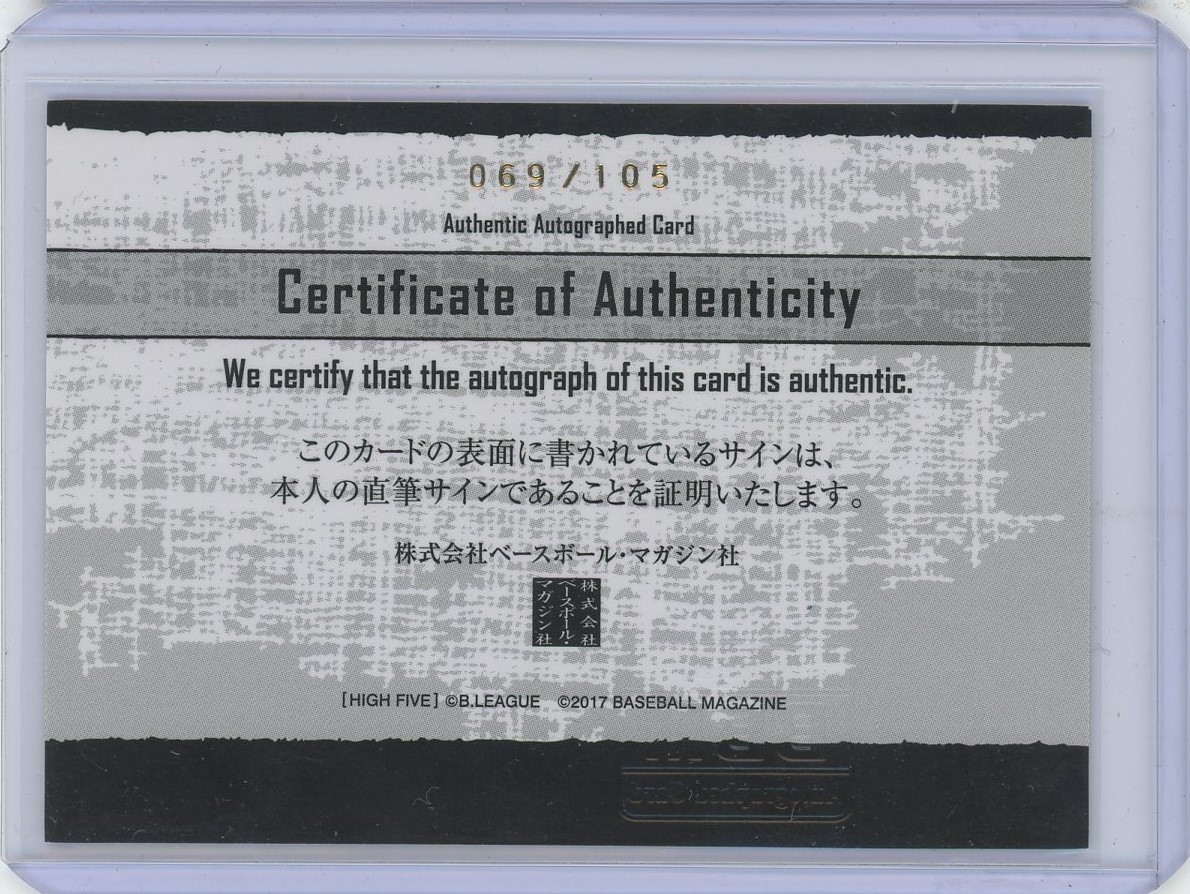 069/105
Authentic Autographed Card
Certificate of Authenticity
We certify that the autograph of this card is authentic.
このカードの表面に書かれているサインは、
本人の直筆サインであることを証明いたします。
株式会社ベースボール・マガジン社
株式会社
ベースボール・
マガジン社
[HIGH FIVE] ©B.LEAGUE ©2017 BASEBALL MAGAZINE